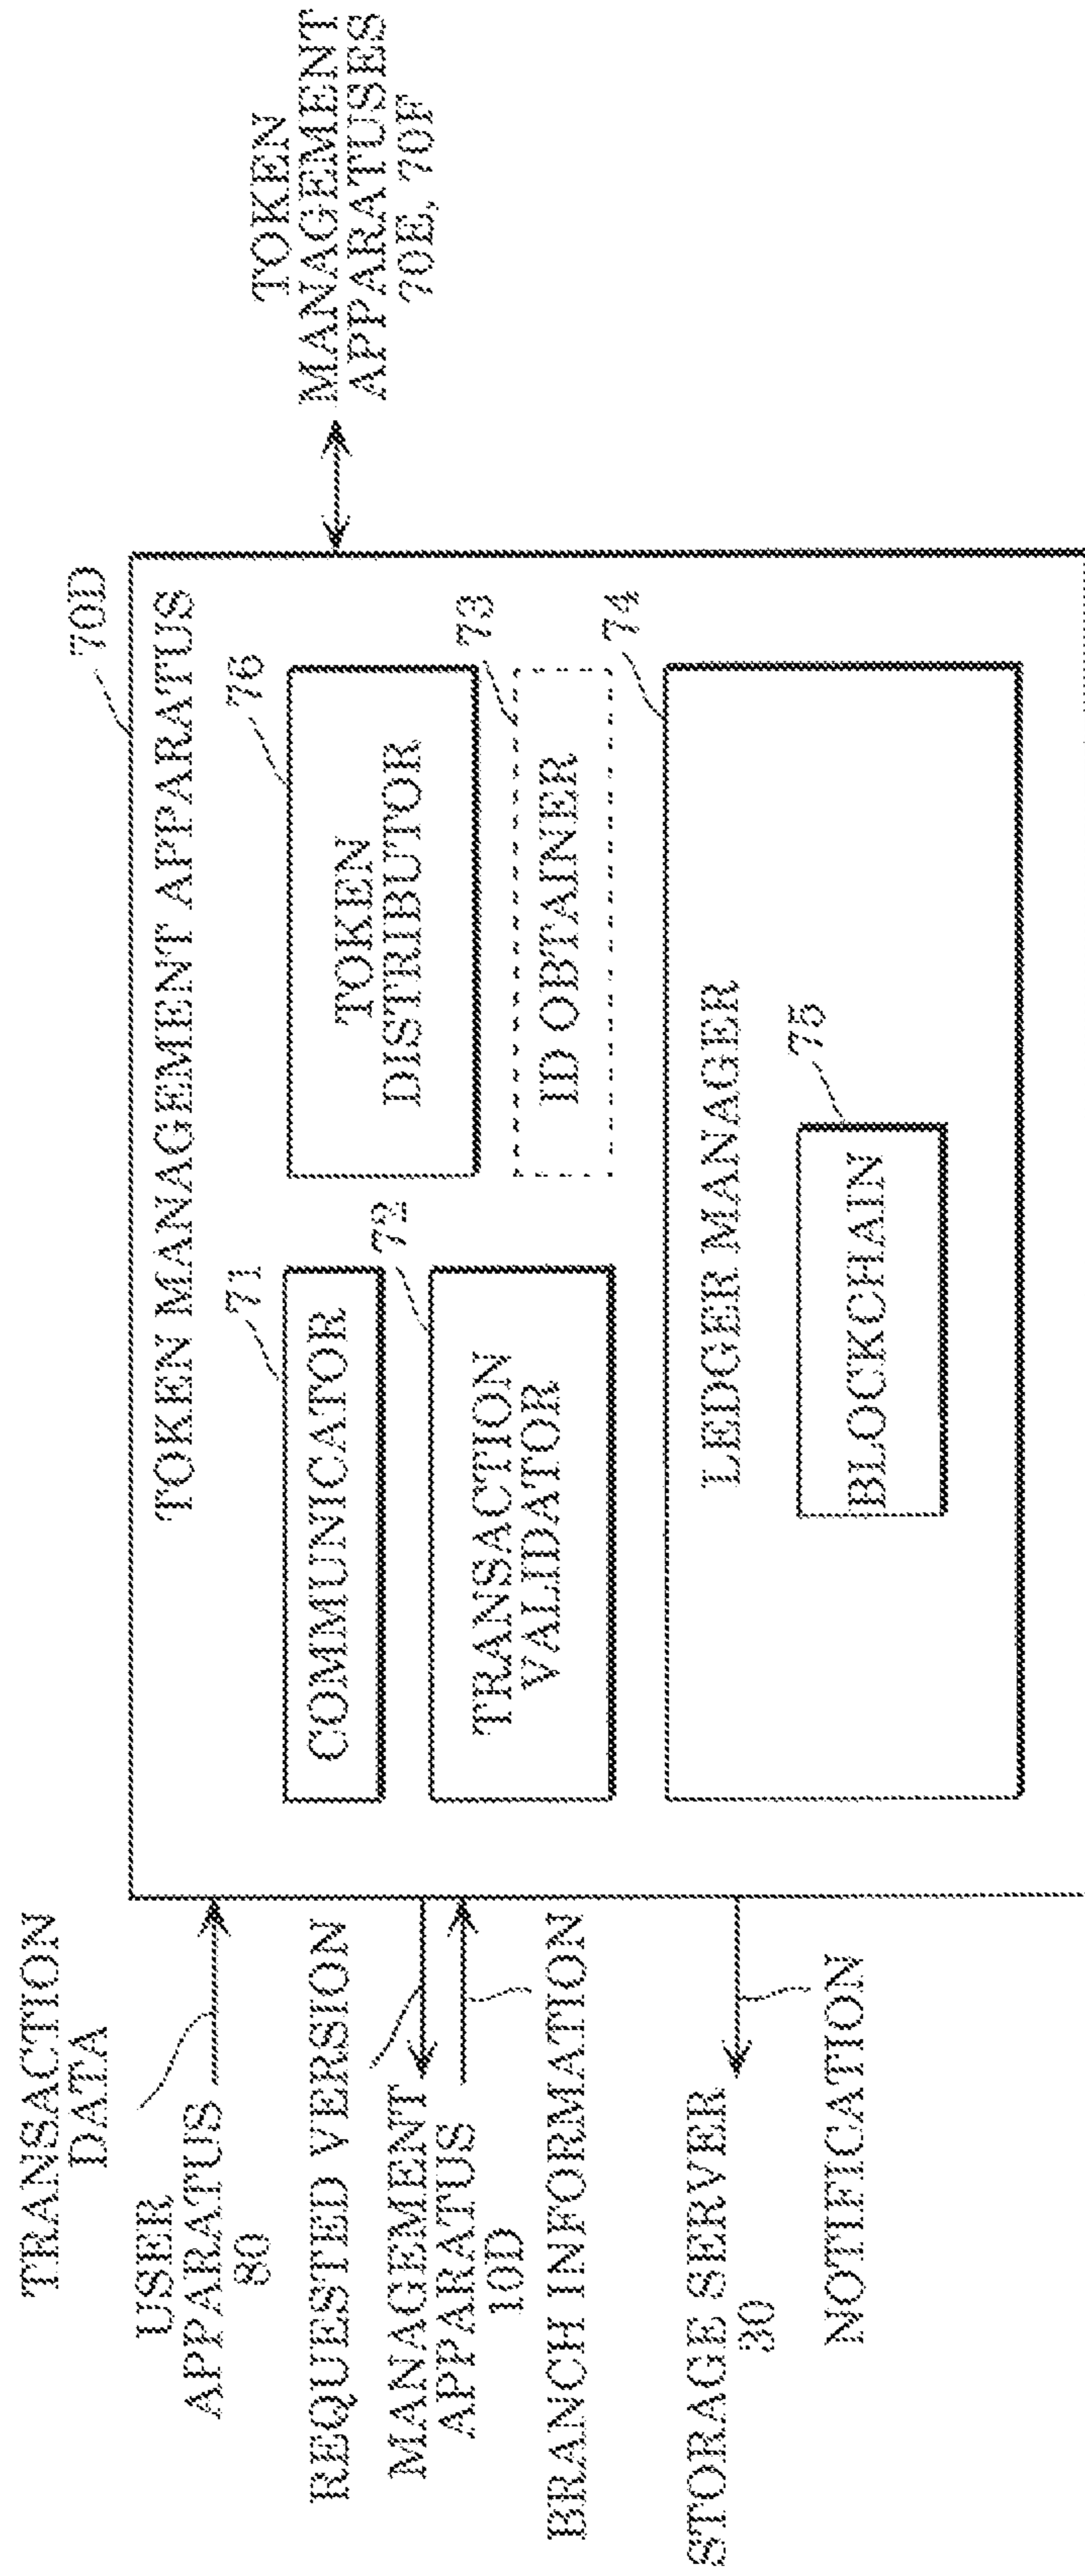 TRANSACTION
DATA
USER
APPARATUS
80
REQUESTED VERSION
MANAGEMENT
APPARATUS
10D
BRANCH INFORMATION
STORAGE SERVER
30
NOTIFICATION
70D
TOKEN MANAGEMENT APPARATUS
71
COMMUNICATOR
72
TRANSACTION
VALIDATOR
76
TOKEN
DISTRIBUTOR
73
ID OBTAINER
74
LEDGER MANAGER
75
BLOCKCHAIN
TOKEN
MANAGEMENT
APPARATUSES
70E, 70F